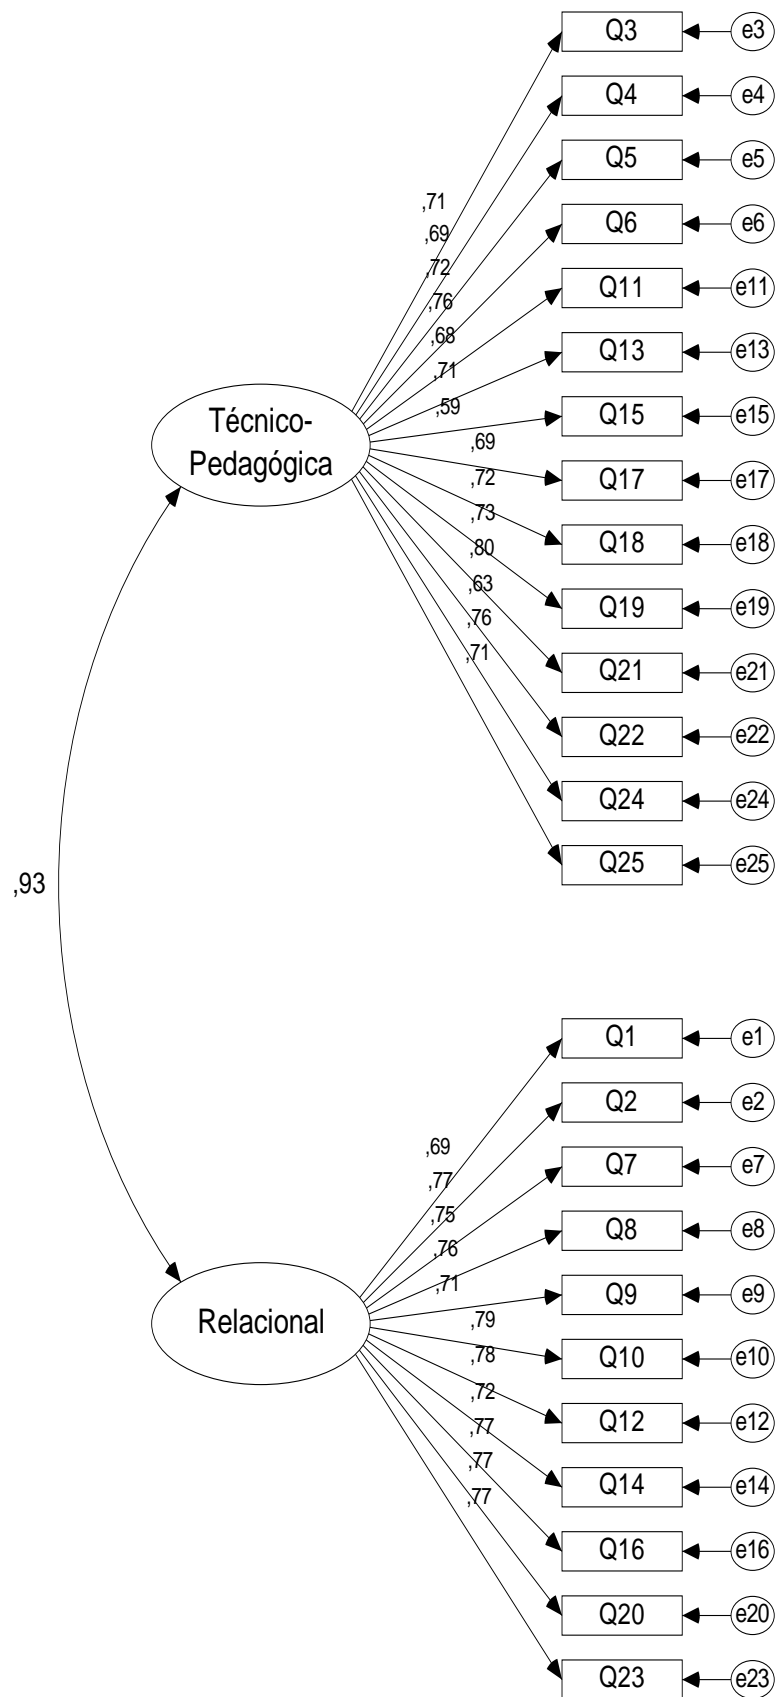 Q3 e3
Q4 e4
Q5 e5
Q6 e6
Q11 e11
Q13 e13
Q15 e15
Q17 e17
Q18 e18
Q19 e19
Q21 e21
Q22 e22
Q24 e24
Q25 e25
,71
,69
,72
,76
,68
,71
,59
,69
,72
,73
,80
,63
,76
,71
Técnico-
Pedagógica
,93
Q1 e1
Q2 e2
Q7 e7
Q8 e8
Q9 e9
Q10 e10
Q12 e12
Q14 e14
Q16 e16
Q20 e20
Q23 e23
,69
,77
,75
,76
,71
,79
,78
,72
,77
,77
,77
Relacional